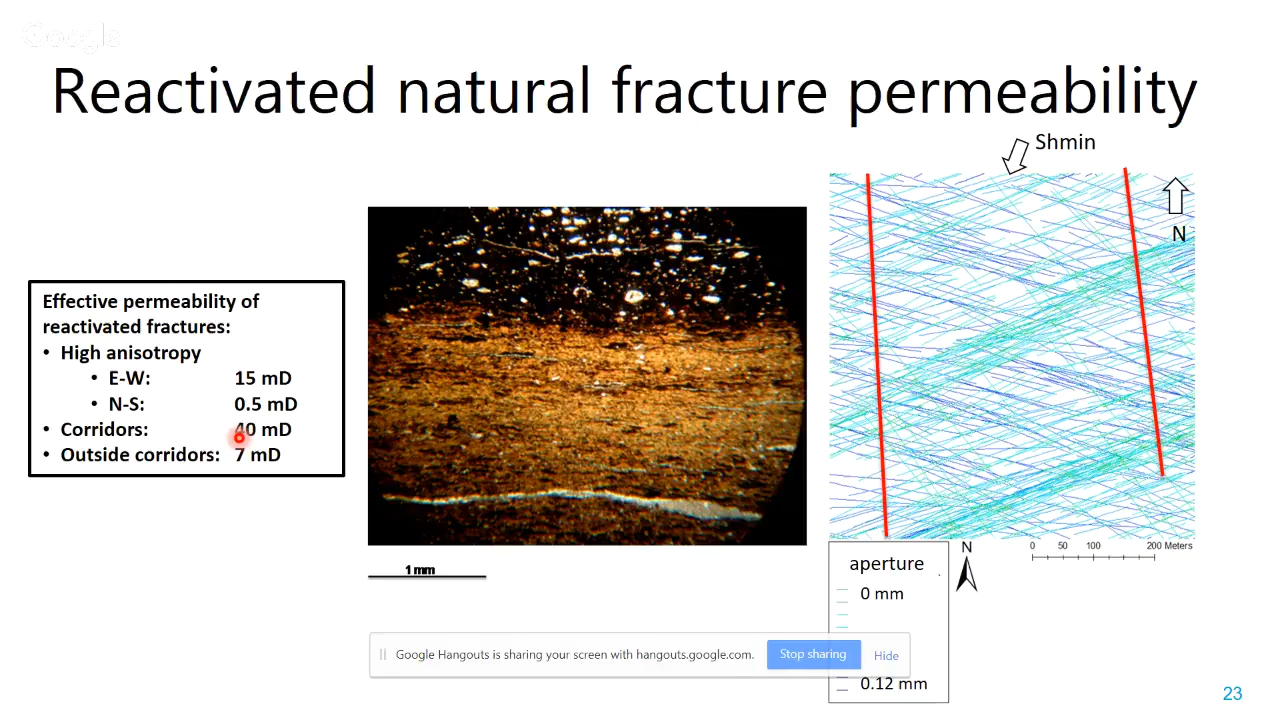 Google
Reactivated natural fracture permeability
Shmin
N
Effective permeability of
reactivated fractures:
• High anisotropy
• E-W: 15 mD
• N-S: 0.5 mD
• Corridors: 40 mD
• Outside corridors: 7 mD
1 mm
N
0 50 100 200 Meters
aperture
0 mm
0.12 mm
Google Hangouts is sharing your screen with hangouts.google.com.
Stop sharing
Hide
23